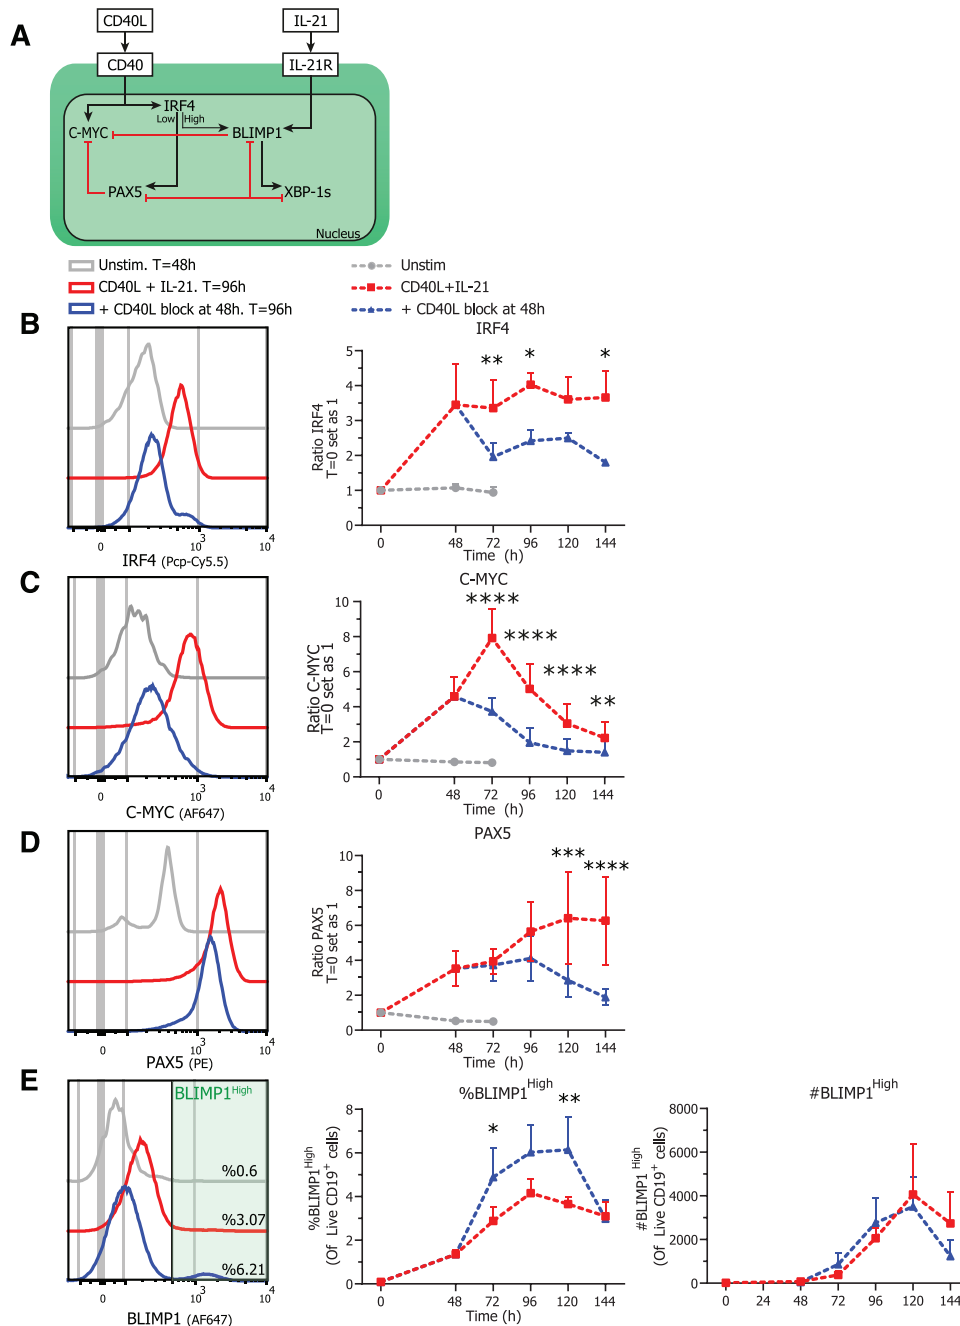 A
CD40L
IL-21
CD40
IL-21R
IRF4
Low
High
C-MYC
BLIMP1
PAX5
XBP-1s
Nucleus
Unstim. T=48h
CD40L + IL-21. T=96h
+ CD40L block at 48h. T=96h
Unstim
CD40L+IL-21
+ CD40L block at 48h
B
0
10³
10⁴
IRF4 (Pcp-Cy5.5)
IRF4
Ratio IRF4
T=0 set as 1
5
4
3
2
1
0
** * *
0 48 72 96 120 144
Time (h)
C
0
10³
10⁴
C-MYC (AF647)
C-MYC
Ratio C-MYC
T=0 set as 1
10
8
6
4
2
0
****
****
****
**
0 48 72 96 120 144
Time (h)
D
0
10³
10⁴
PAX5 (PE)
PAX5
Ratio PAX5
T=0 set as 1
10
8
6
4
2
0
***
****
0 48 72 96 120 144
Time (h)
E
BLIMP1High
%0.6
%3.07
%6.21
0
10³
10⁴
BLIMP1 (AF647)
%BLIMP1High
%BLIMP1High
(Of Live CD19⁺ cells)
8
6
4
2
0
*
**
0 48 72 96 120 144
Time (h)
#BLIMP1High
#BLIMP1High
(Of Live CD19⁺ cells)
8000
6000
4000
2000
0
0 24 48 72 96 120 144
Time (h)